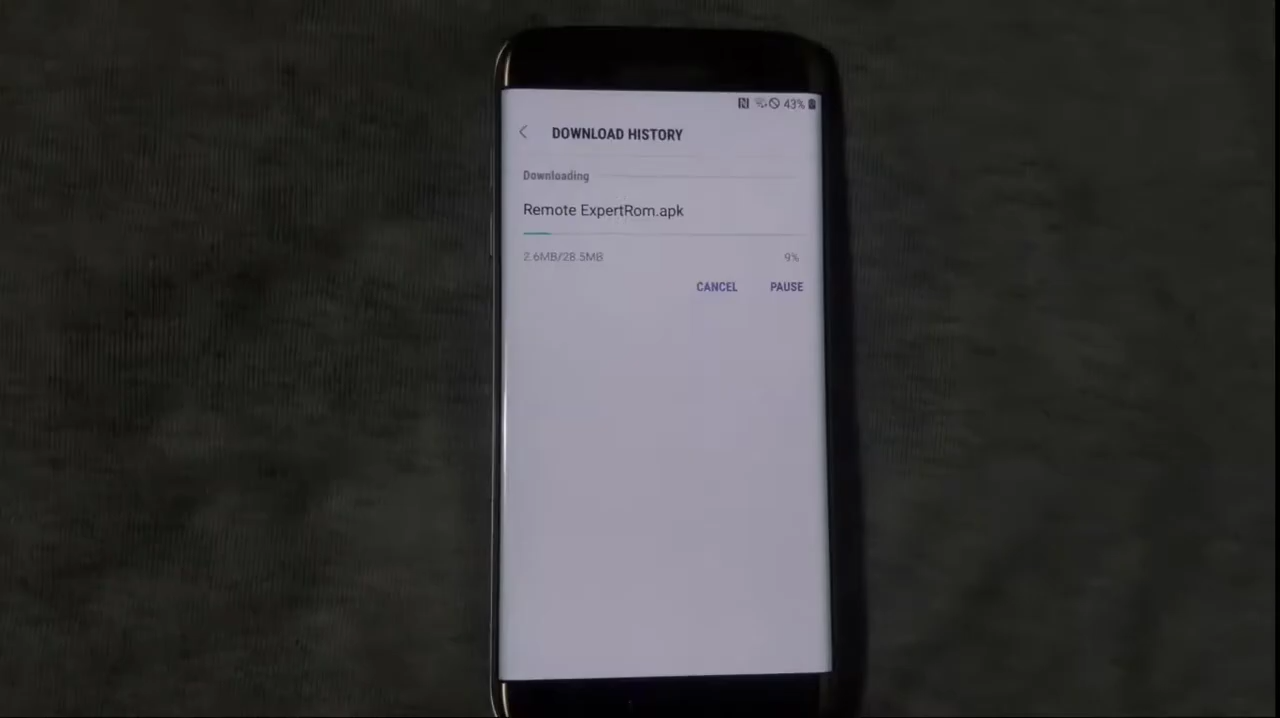 43%
DOWNLOAD HISTORY
Downloading
Remote ExpertRom.apk
2.6MB/28.5MB 9%
CANCEL PAUSE